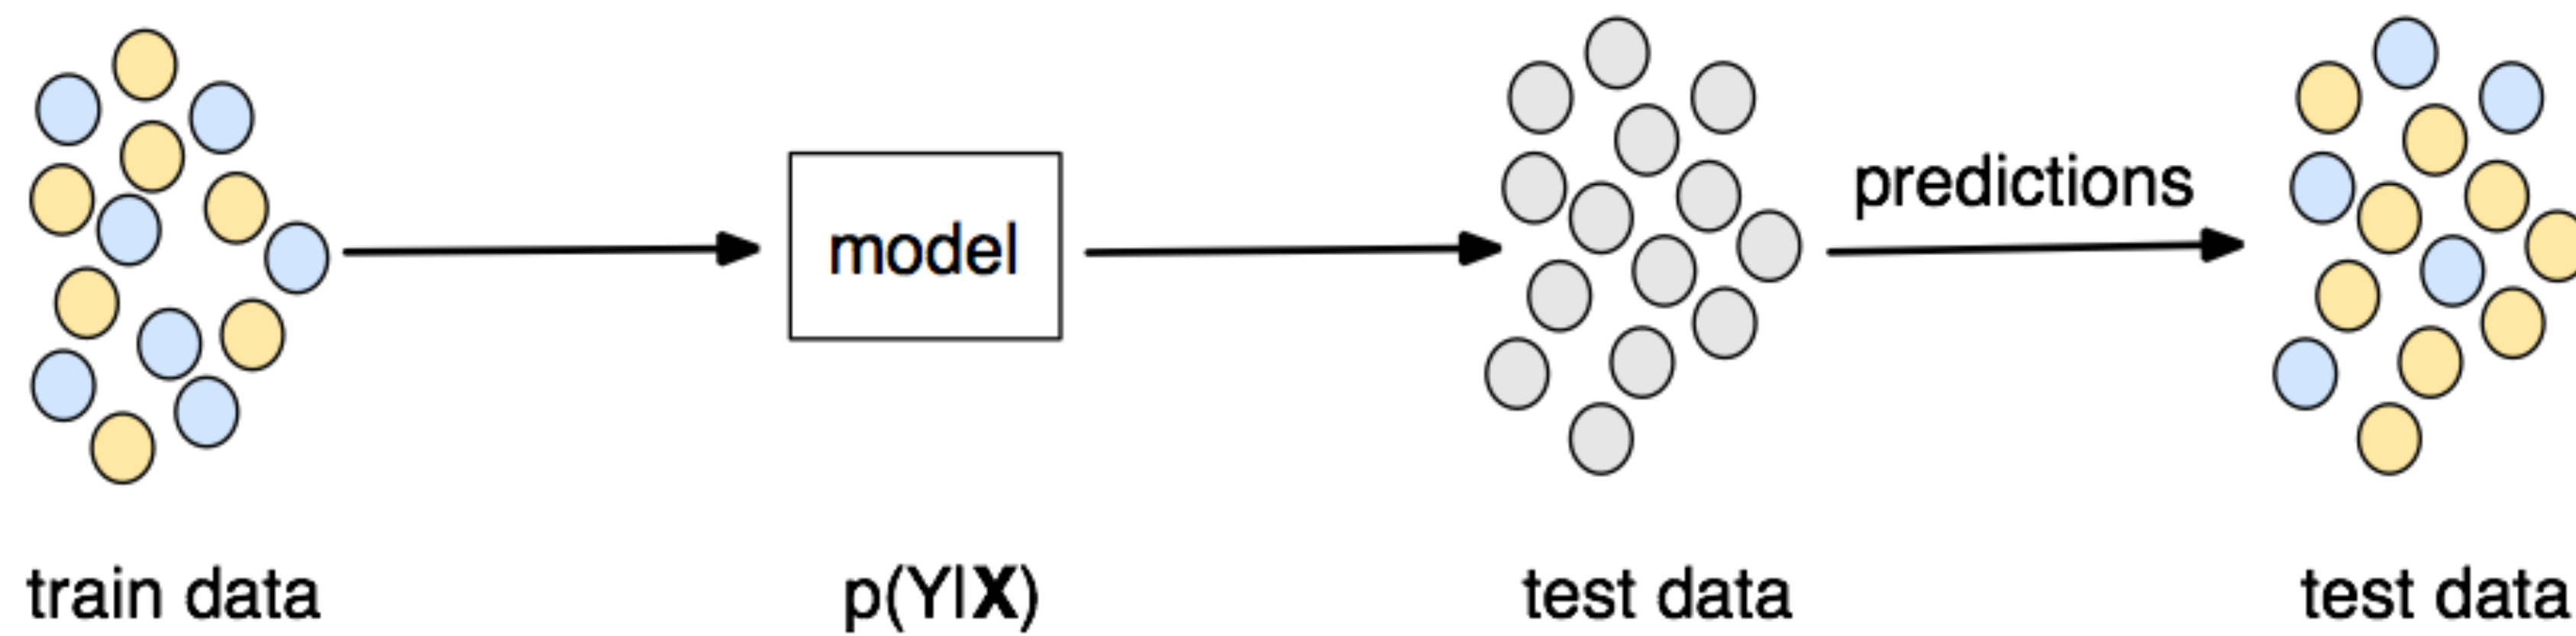 model
predictions
train data
p(Y|X)
test data
test data